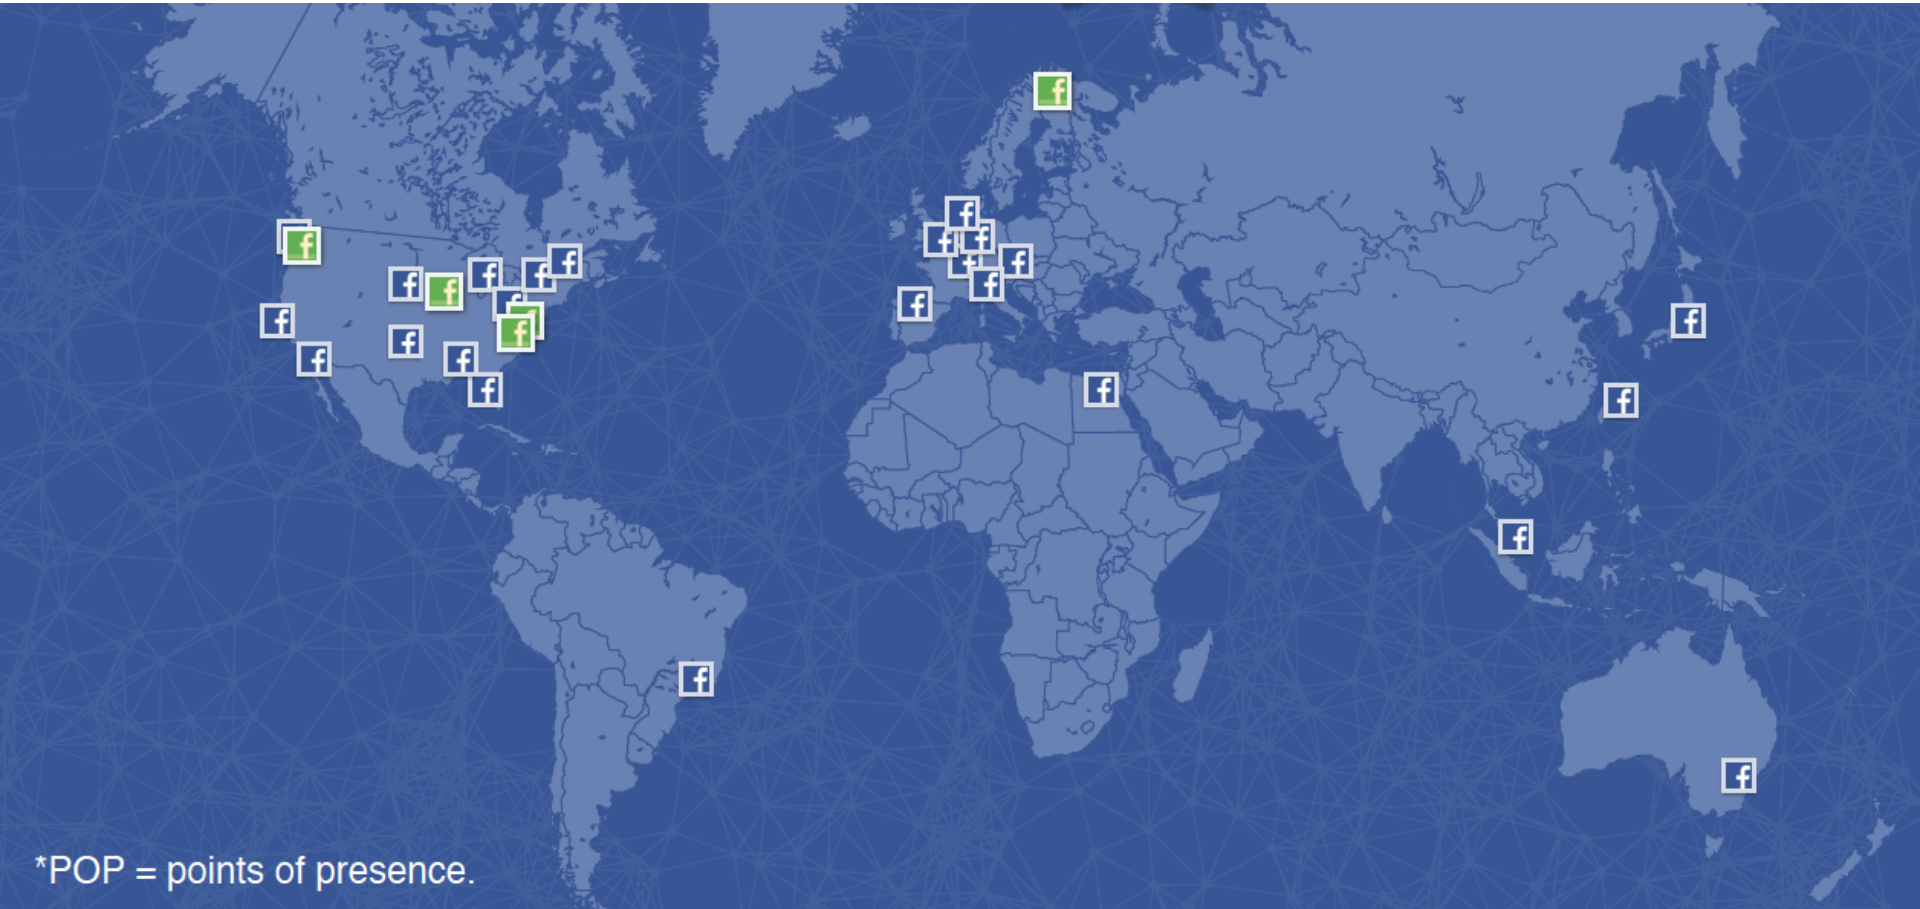 *POP = points of presence.